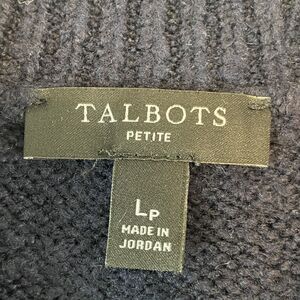 TALBOTS
PETITE
LP
MADE IN
JORDAN